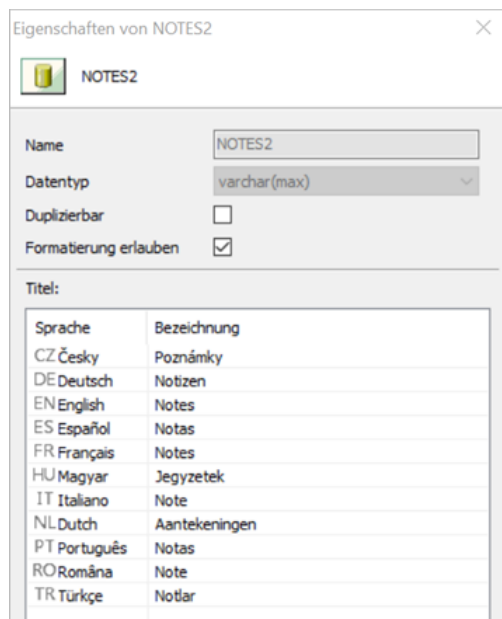 Eigenschaften von NOTES2
NOTES2
Name NOTES2
Datentyp varchar(max)
Duplizierbar
Formatierung erlauben
Titel:
Sprache Bezeichnung
CZ Česky Poznámky
DE Deutsch Notizen
EN English Notes
ES Español Notas
FR Français Notes
HU Magyar Jegyzetek
IT Italiano Note
NL Dutch Aantekeningen
PT Português Notas
RO Româna Note
TR Türkçe Notlar